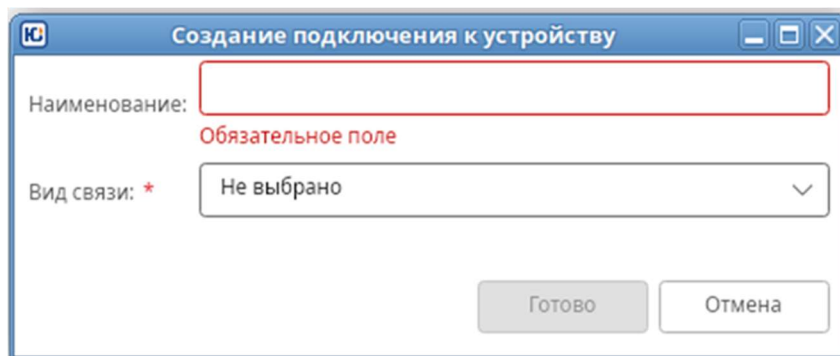 Ю
Создание подключения к устройству
Наименование:
Обязательное поле
Вид связи: *
Не выбрано
Готово
Отмена